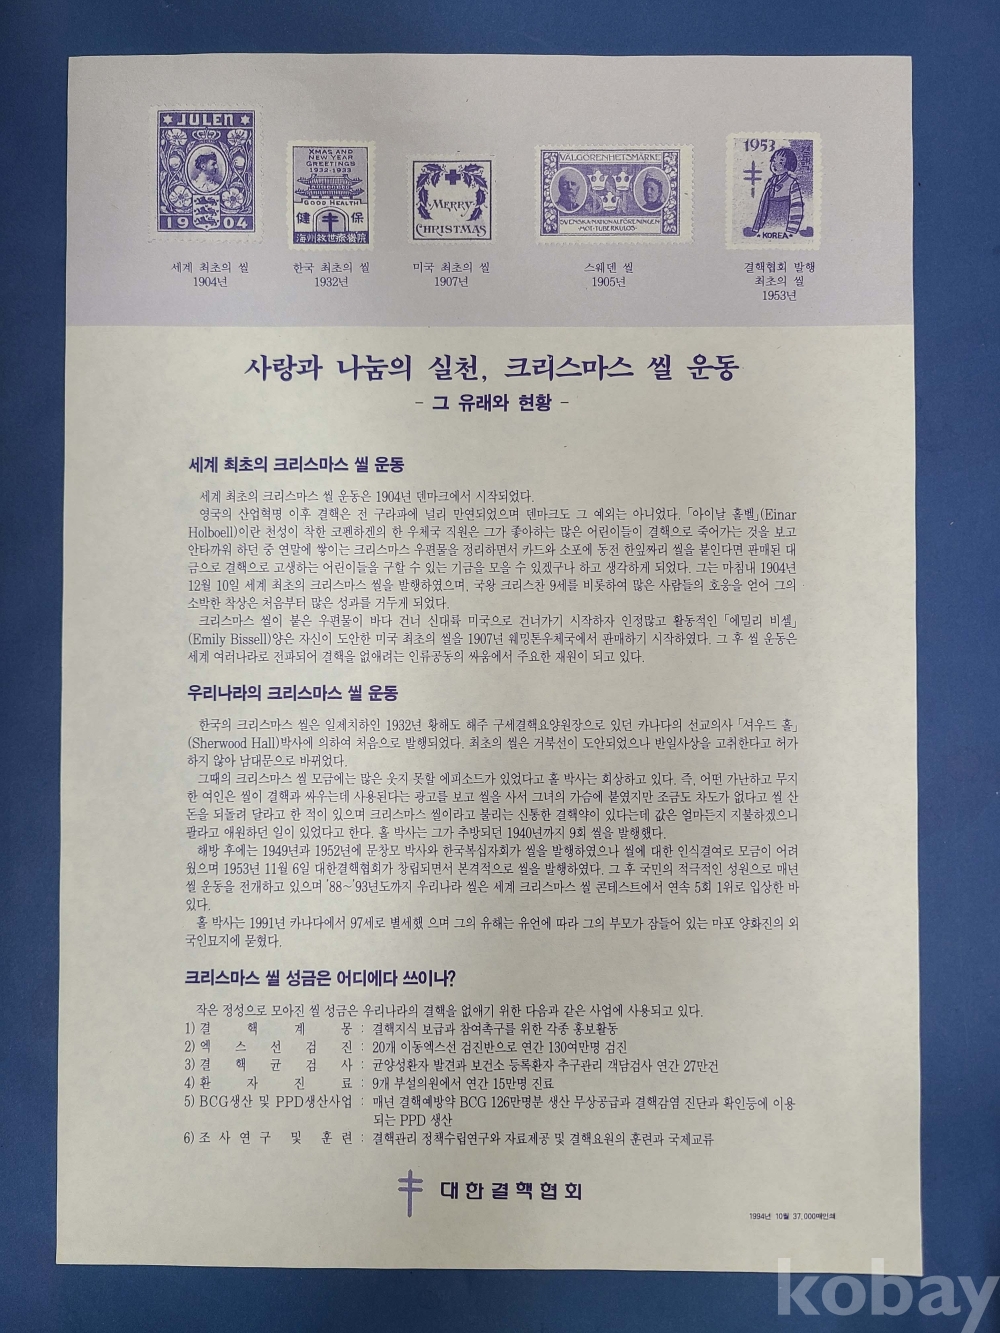 JULEN
1904
XMAS AND
NEW YEAR
GREETINGS
1932-1933
GOOD HEALTH
健 保
海州救世療養院
MERRY
CHRISTMAS
VÄLGÖRENHETSMÄRKE
SVENSKA NATIONALFÖRENINGEN
·MOT·TUBERKULOS·
1953
KOREA
세계 최초의 씰
1904년
한국 최초의 씰
1932년
미국 최초의 씰
1907년
스웨덴 씰
1905년
결핵협회 발행
최초의 씰
1953년
사랑과 나눔의 실천, 크리스마스 씰 운동
- 그 유래와 현황 -
세계 최초의 크리스마스 씰 운동
세계 최초의 크리스마스 씰 운동은 1904년 덴마크에서 시작되었다.
영국의 산업혁명 이후 결핵은 전 구라파에 널리 만연되었으며 덴마크도 그 예외는 아니었다. 「아이날 홀벨」(Einar
Holboell)이란 천성이 착한 코펜하겐의 한 우체국 직원은 그가 좋아하는 많은 어린이들이 결핵으로 죽어가는 것을 보고
안타까워 하던 중 연말에 쌓이는 크리스마스 우편물을 정리하면서 카드와 소포에 동전 한잎짜리 씰을 붙인다면 판매된 대
금으로 결핵으로 고생하는 어린이들을 구할 수 있는 기금을 모을 수 있겠구나 하고 생각하게 되었다. 그는 마침내 1904년
12월 10일 세계 최초의 크리스마스 씰을 발행하였으며, 국왕 크리스찬 9세를 비롯하여 많은 사람들의 호응을 얻어 그의
소박한 착상은 처음부터 많은 성과를 거두게 되었다.
크리스마스 씰이 붙은 우편물이 바다 건너 신대륙 미국으로 건너가기 시작하자 인정많고 활동적인 「에밀리 비셀」
(Emily Bissell)양은 자신이 도안한 미국 최초의 씰을 1907년 웨밍톤우체국에서 판매하기 시작하였다. 그 후 씰 운동은
세계 여러나라로 전파되어 결핵을 없애려는 인류공동의 싸움에서 주요한 재원이 되고 있다.
우리나라의 크리스마스 씰 운동
한국의 크리스마스 씰은 일제치하인 1932년 황해도 해주 구세결핵요양원장으로 있던 카나다의 선교의사 「셔우드 홀」
(Sherwood Hall)박사에 의하여 처음으로 발행되었다. 최초의 씰은 거북선이 도안되었으나 반일사상을 고취한다고 허가
하지 않아 남대문으로 바뀌었다.
그때의 크리스마스 씰 모금에는 많은 웃지 못할 에피소드가 있었다고 홀 박사는 회상하고 있다. 즉, 어떤 가난하고 무지
한 여인은 씰이 결핵과 싸우는데 사용된다는 광고를 보고 씰을 사서 그녀의 가슴에 붙였지만 조금도 차도가 없다고 씰 산
돈을 되돌려 달라고 한 적이 있으며 크리스마스 씰이라고 불리는 신통한 결핵약이 있다는데 값은 얼마든지 지불하겠으니
팔라고 애원하던 일이 있었다고 한다. 홀 박사는 그가 추방되던 1940년까지 9회 씰을 발행했다.
해방 후에는 1949년과 1952년에 문창모 박사와 한국복십자회가 씰을 발행하였으나 씰에 대한 인식결여로 모금이 어려
웠으며 1953년 11월 6일 대한결핵협회가 창립되면서 본격적으로 씰을 발행하였다. 그 후 국민의 적극적인 성원으로 매년
씰 운동을 전개하고 있으며 '88~'93년도까지 우리나라 씰은 세계 크리스마스 씰 콘테스트에서 연속 5회 1위로 입상한 바
있다.
홀 박사는 1991년 카나다에서 97세로 별세했 으며 그의 유해는 유언에 따라 그의 부모가 잠들어 있는 마포 양화진의 외
국인묘지에 묻혔다.
크리스마스 씰 성금은 어디에다 쓰이나?
작은 정성으로 모아진 씰 성금은 우리나라의 결핵을 없애기 위한 다음과 같은 사업에 사용되고 있다.
1) 결 핵 계 몽 : 결핵지식 보급과 참여촉구를 위한 각종 홍보활동
2) 엑 스 선 검 진 : 20개 이동엑스선 검진반으로 연간 130여만명 검진
3) 결 핵 균 검 사 : 균양성환자 발견과 보건소 등록환자 추구관리 객담검사 연간 27만건
4) 환 자 진 료 : 9개 부설의원에서 연간 15만명 진료
5) BCG생산 및 PPD생산사업 : 매년 결핵예방약 BCG 126만명분 생산 무상공급과 결핵감염 진단과 확인등에 이용
되는 PPD 생산
6) 조 사 연 구 및 훈 련 : 결핵관리 정책수립연구와 자료제공 및 결핵요원의 훈련과 국제교류
대한결핵협회
1994년 10월 37,000매인쇄
kobay